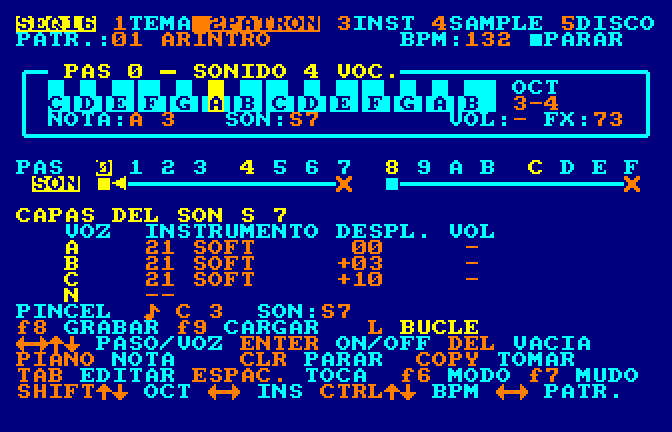 SEQ16 1TEMA 2PATRON 3INST 4SAMPLE 5DISCO
PATR.:01 ARINTRO BPM:132 ■PARAR
PAS 0 — SONIDO 4 VOC.
OCT
C D E F G A B C D E F G A B 3-4
NOTA:A 3 SON:S7 VOL:- FX:73
PAS 0 1 2 3 4 5 6 7 8 9 A B C D E F
SON
CAPAS DEL SON S 7
VOZ INSTRUMENTO DESPL. VOL
A 21 SOFT 00 -
B 21 SOFT +03 -
C 21 SOFT +10 -
N --
PINCEL ♪ C 3 SON:S7
f8 GRABAR f9 CARGAR L BUCLE
↔↑↓ PASO/VOZ ENTER ON/OFF DEL VACIA
PIANO NOTA CLR PARAR COPY TOMAR
TAB EDITAR ESPAC. TOCA f6 MODO f7 MUDO
SHIFT↑↓ OCT ↔ INS CTRL↑↓ BPM ↔ PATR.